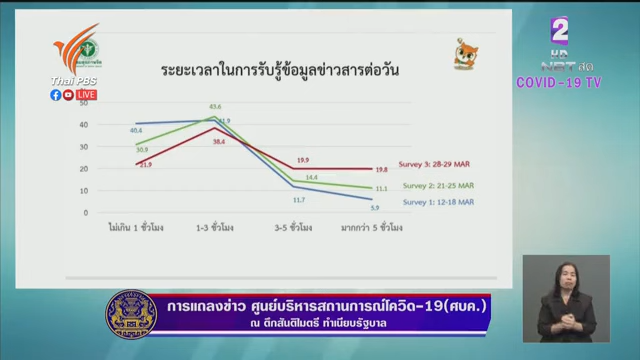 Thai PBS
LIVE
ระยะเวลาในการรับรู้ข้อมูลข่าวสารต่อวัน
2
HD
NBT สด
COVID-19 TV
50
40
30
20
10
0
40.4
30.9
21.9
43.6
41.9
38.4
19.9
14.4
11.7
19.8
11.1
5.9
Survey 3: 28-29 MAR
Survey 2: 21-25 MAR
Survey 1: 12-18 MAR
ไม่เกิน 1 ชั่วโมง
1-3 ชั่วโมง
3-5 ชั่วโมง
มากกว่า 5 ชั่วโมง
การแถลงข่าว ศูนย์บริหารสถานการณ์โควิด-19(ศบค.)
ณ ตึกสันติไมตรี ทำเนียบรัฐบาล